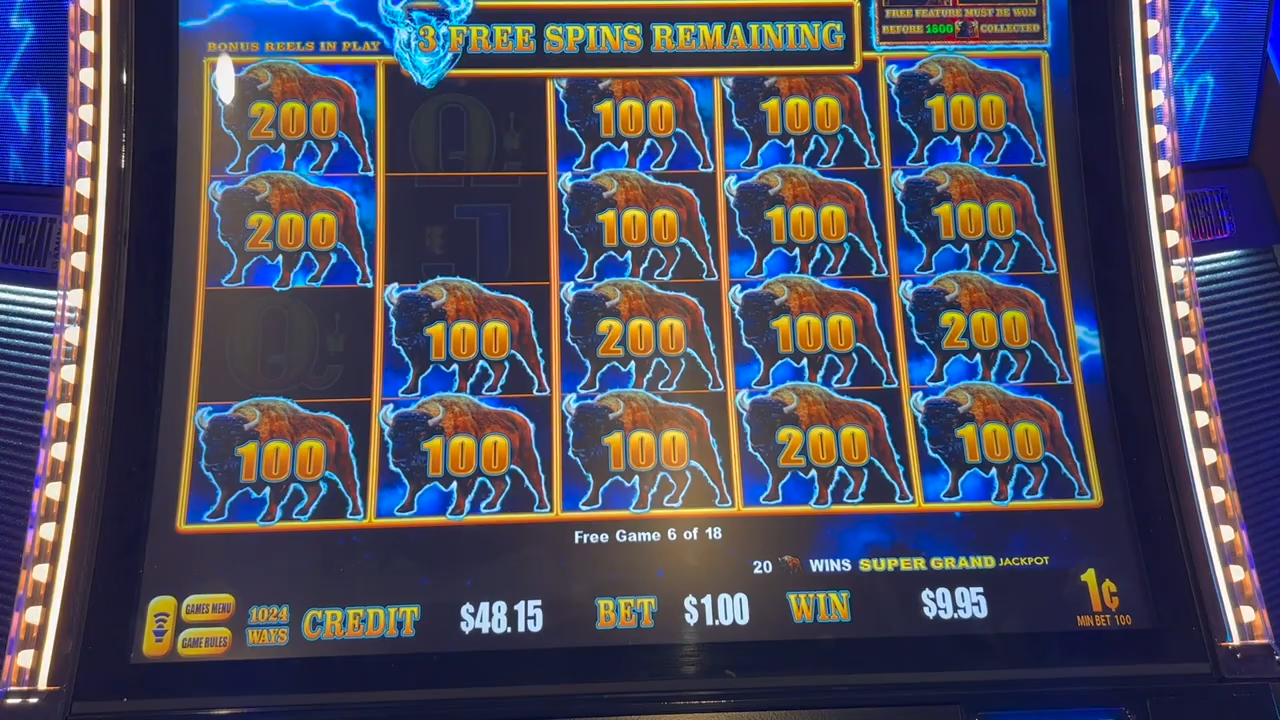 FREE FEATURE MUST BE WON
BEFORE 1800 COLLECTED
BONUS REELS IN PLAY
3 FREE SPINS REMAINING
200 Q 100 100 100
200 J 100 100 100
Q 100 200 100 200
100 100 100 200 100
Free Game 6 of 18
20 WINS SUPER GRAND JACKPOT
GAMES MENU
GAME RULES
1024 WAYS
CREDIT $48.15 BET $1.00 WIN $9.95
1¢
MIN BET 100